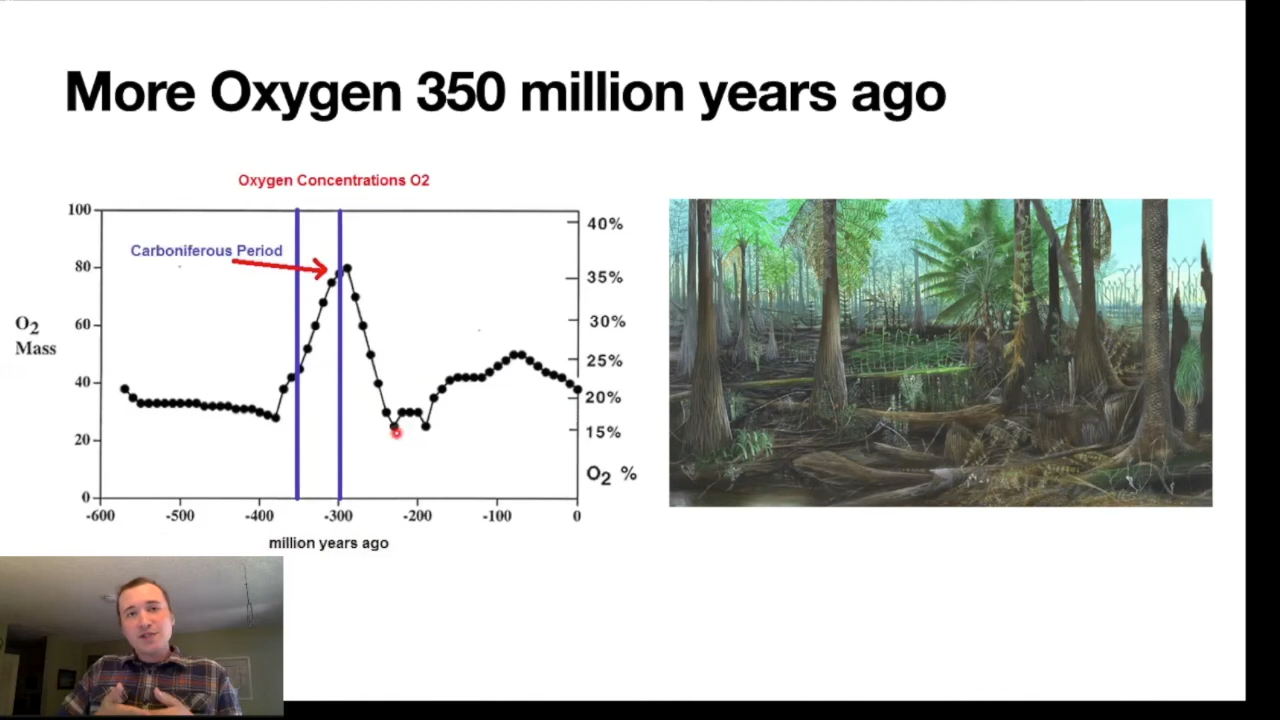 More Oxygen 350 million years ago
Oxygen Concentrations O2
Carboniferous Period
O2
Mass
100
80
60
40
20
0
40%
35%
30%
25%
20%
15%
O2 %
-600
-500
-400
-300
-200
-100
0
million years ago